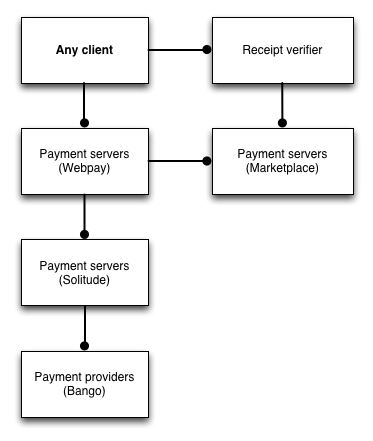 Any client
Receipt verifier
Payment servers
(Webpay)
Payment servers
(Marketplace)
Payment servers
(Solitude)
Payment providers
(Bango)